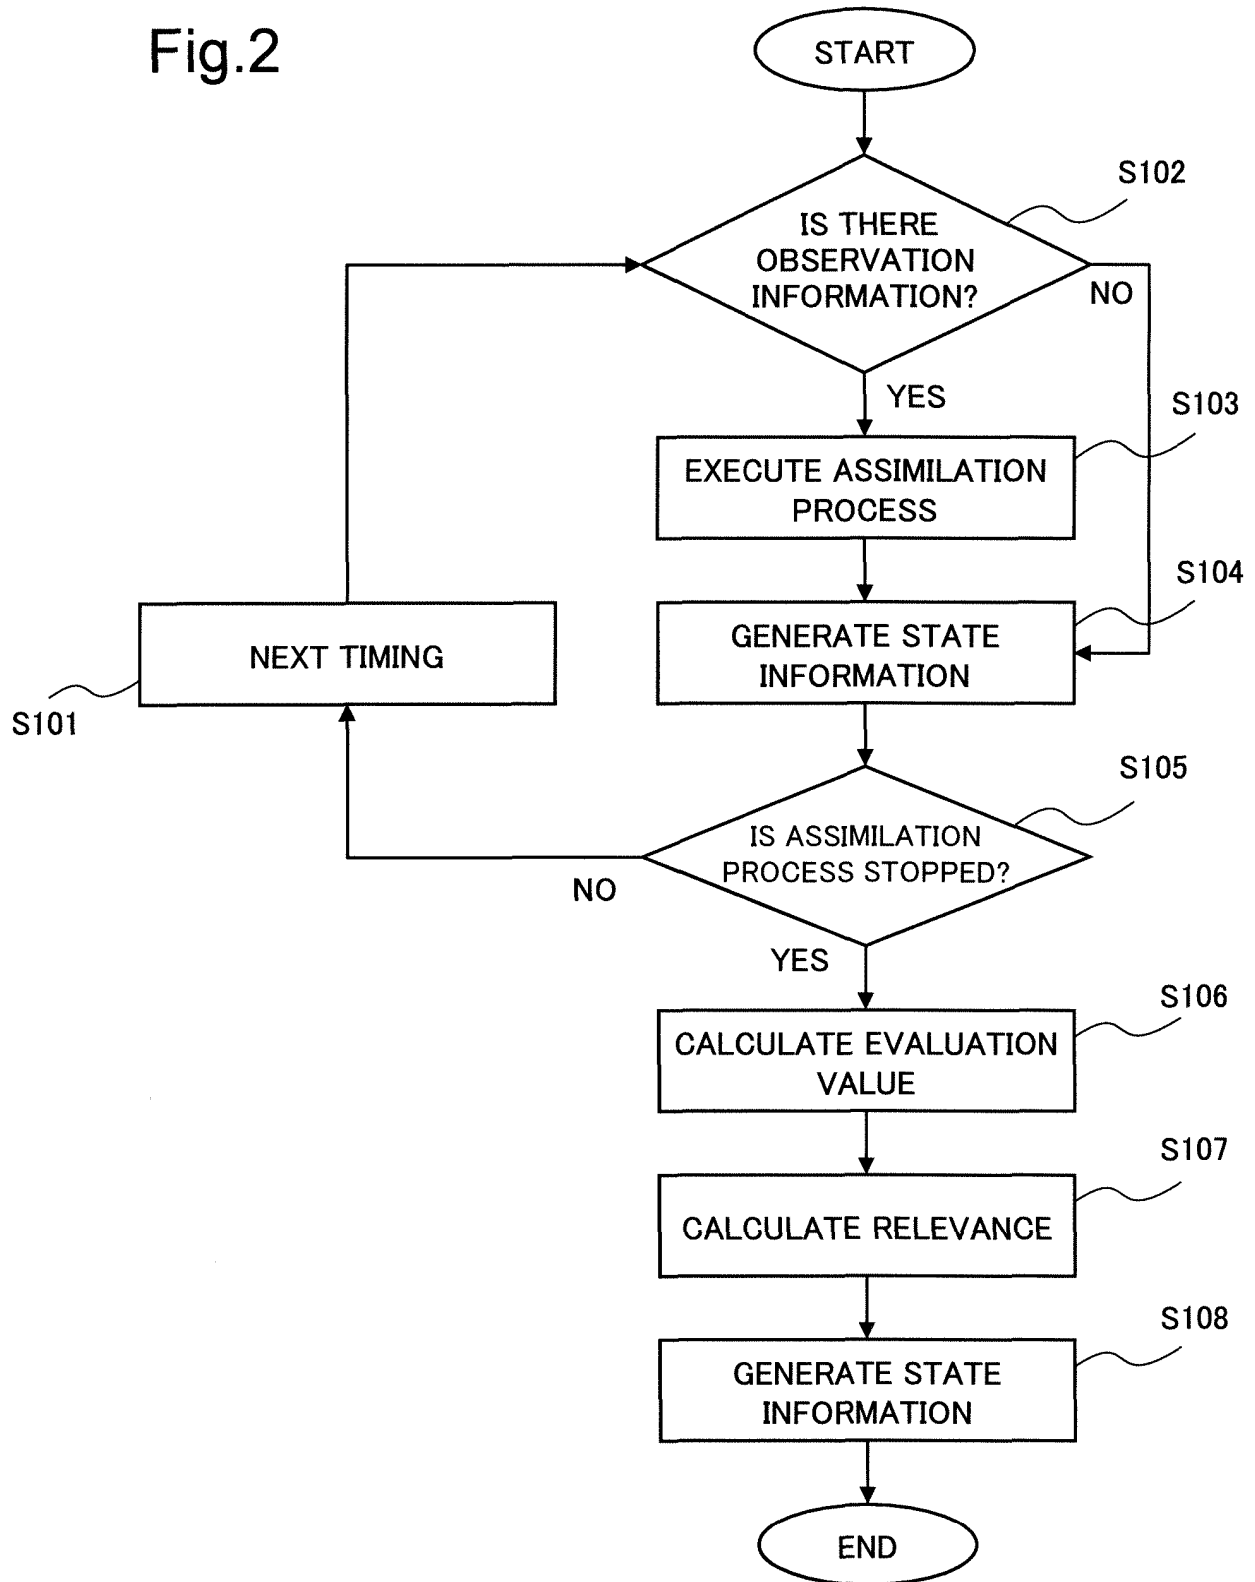 Fig.2
START
S102
IS THERE
OBSERVATION
INFORMATION?
NO
YES
S103
EXECUTE ASSIMILATION
PROCESS
S104
GENERATE STATE
INFORMATION
NEXT TIMING
S101
S105
IS ASSIMILATION
PROCESS STOPPED?
NO
YES
S106
CALCULATE EVALUATION
VALUE
S107
CALCULATE RELEVANCE
S108
GENERATE STATE
INFORMATION
END